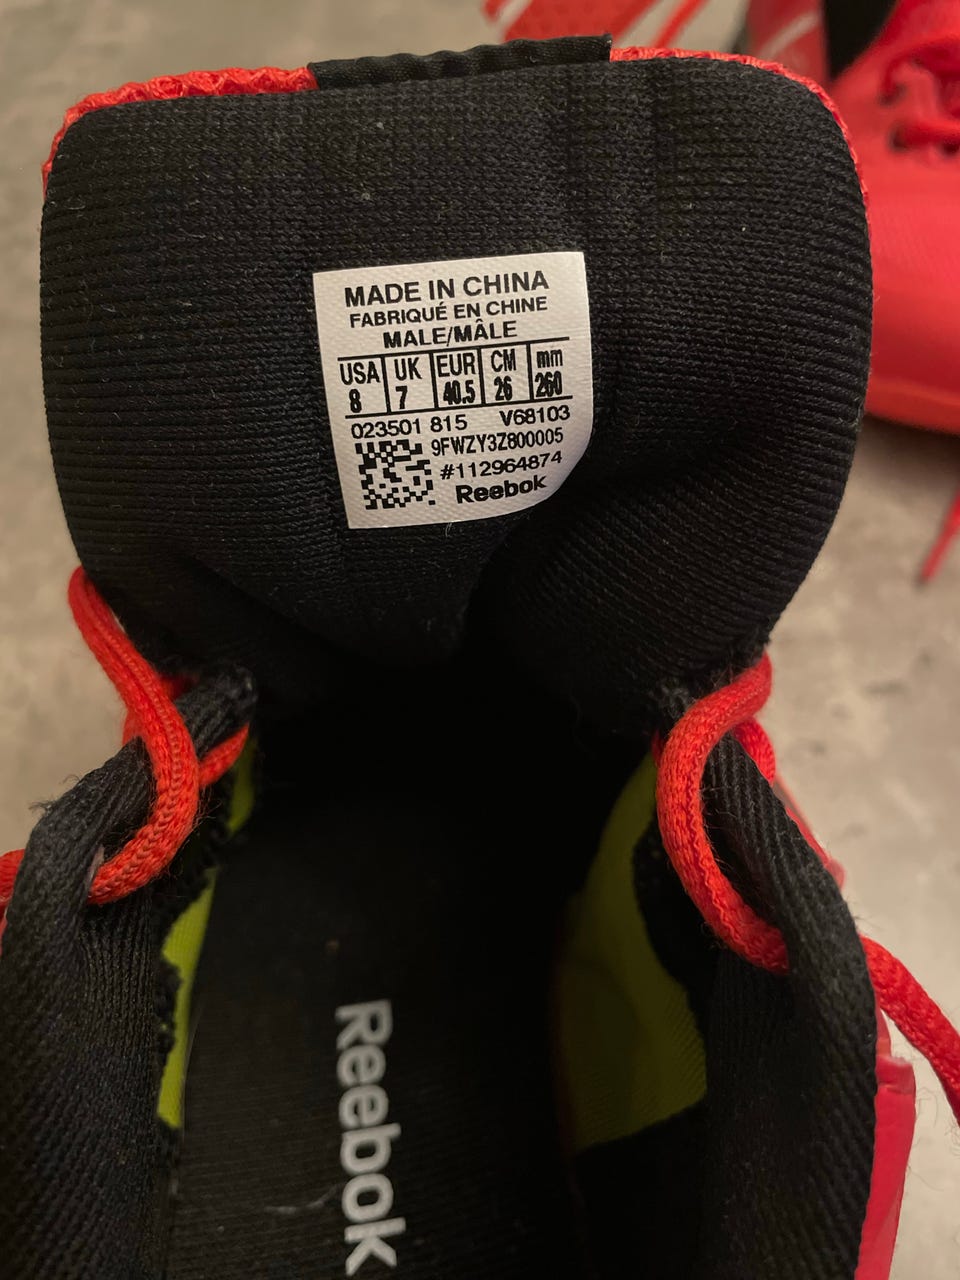 MADE IN CHINA
FABRIQUÉ EN CHINE
MALE/MÂLE
USA UK EUR CM mm
8 7 40.5 26 260
023501 815 V68103
9FWZY3Z800005
#112964874
Reebok
Reebok